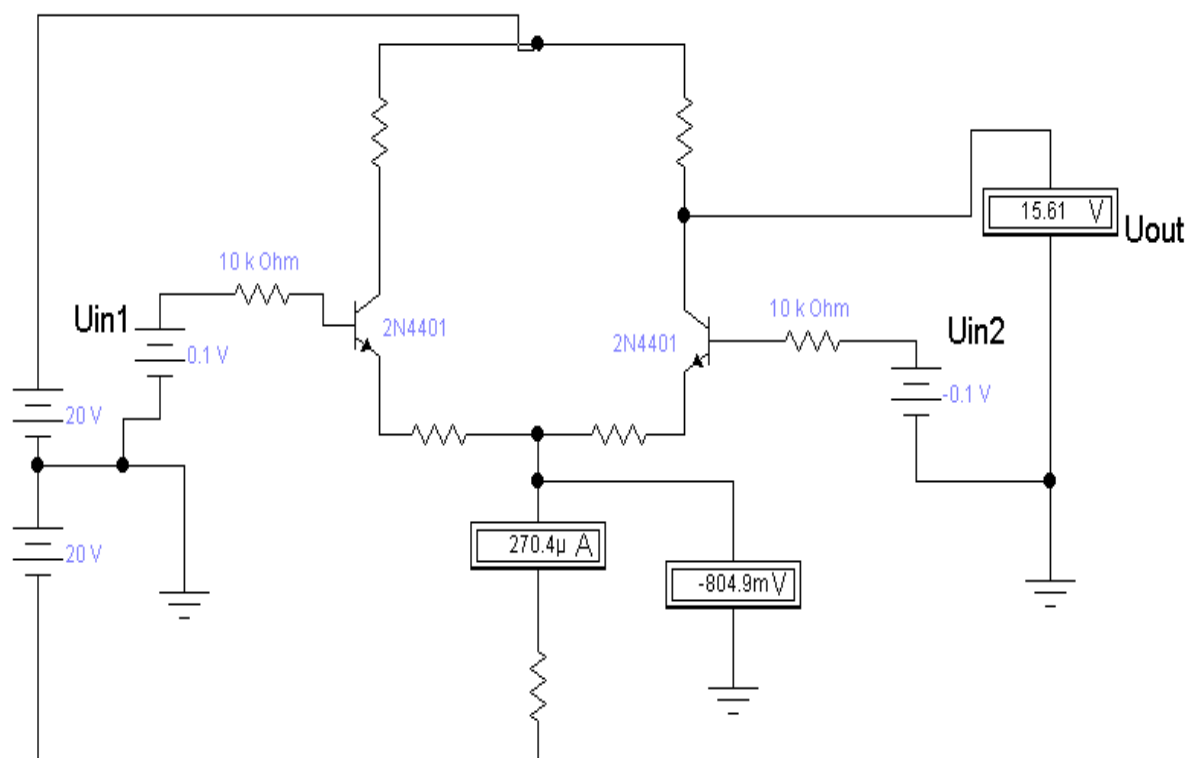 15.61 V
Uout
10 k Ohm
10 k Ohm
Uin1
2N4401
2N4401
Uin2
0.1 V
-0.1 V
20 V
270.4µ A
20 V
-804.9m V